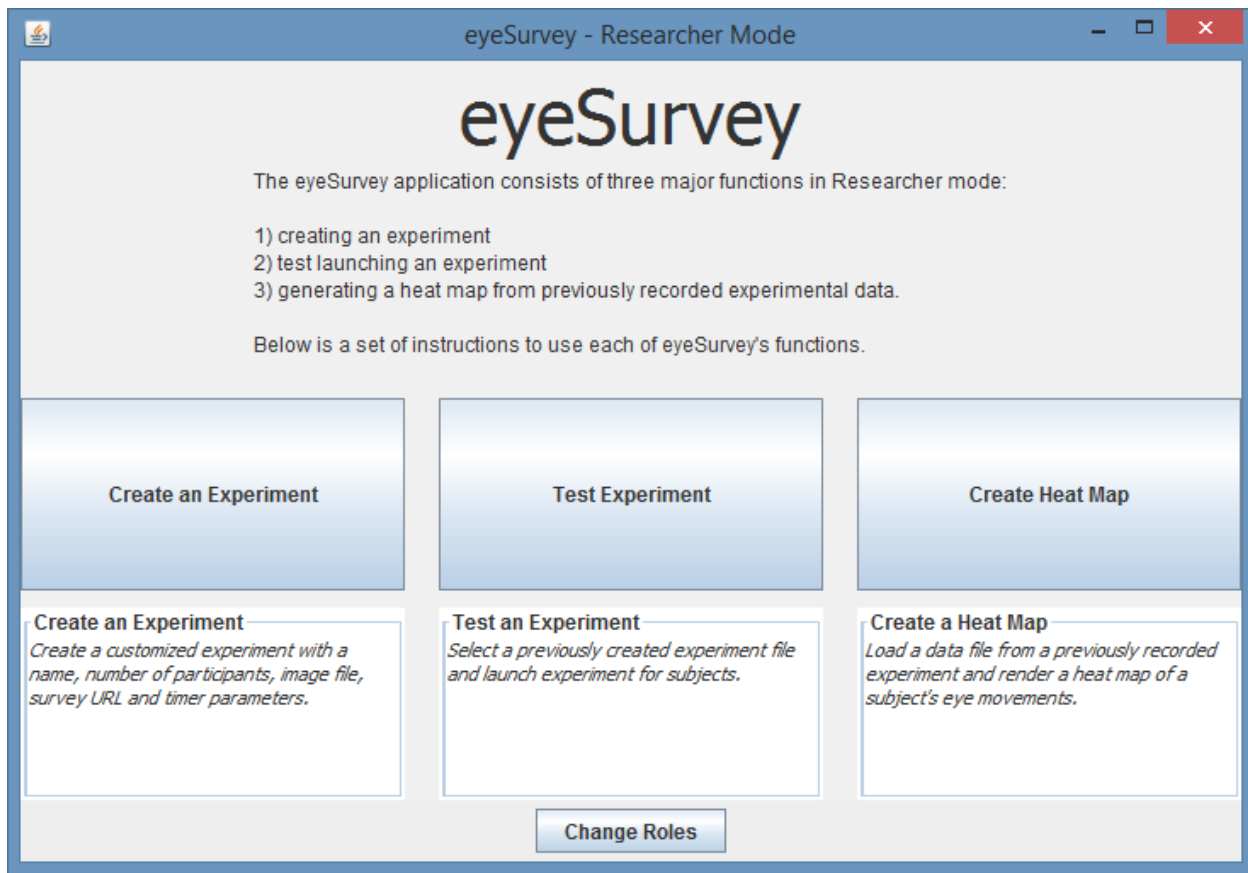 eyeSurvey - Researcher Mode
eyeSurvey
The eyeSurvey application consists of three major functions in Researcher mode:
1) creating an experiment
2) test launching an experiment
3) generating a heat map from previously recorded experimental data.
Below is a set of instructions to use each of eyeSurvey's functions.
Create an Experiment
Test Experiment
Create Heat Map
Create an Experiment
Create a customized experiment with a
name, number of participants, image file,
survey URL and timer parameters.
Test an Experiment
Select a previously created experiment file
and launch experiment for subjects.
Create a Heat Map
Load a data file from a previously recorded
experiment and render a heat map of a
subject's eye movements.
Change Roles